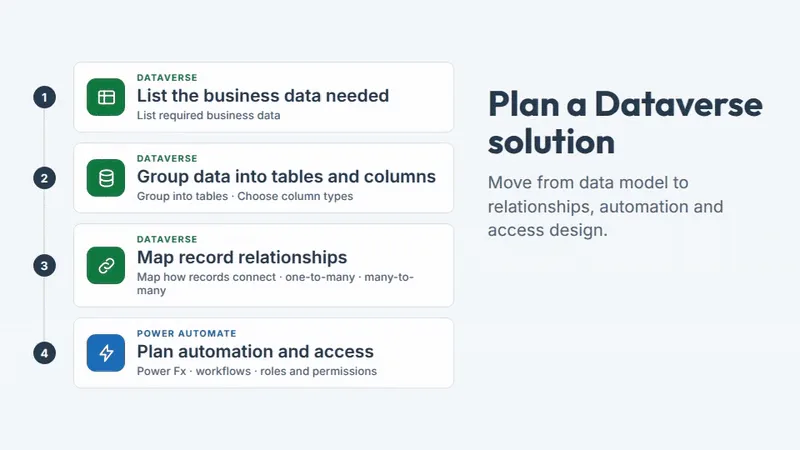 1
DATAVERSE
List the business data needed
List required business data
2
DATAVERSE
Group data into tables and columns
Group into tables · Choose column types
3
DATAVERSE
Map record relationships
Map how records connect · one-to-many · many-to-
many
4
POWER AUTOMATE
Plan automation and access
Power Fx · workflows · roles and permissions
Plan a Dataverse
solution
Move from data model to
relationships, automation and
access design.